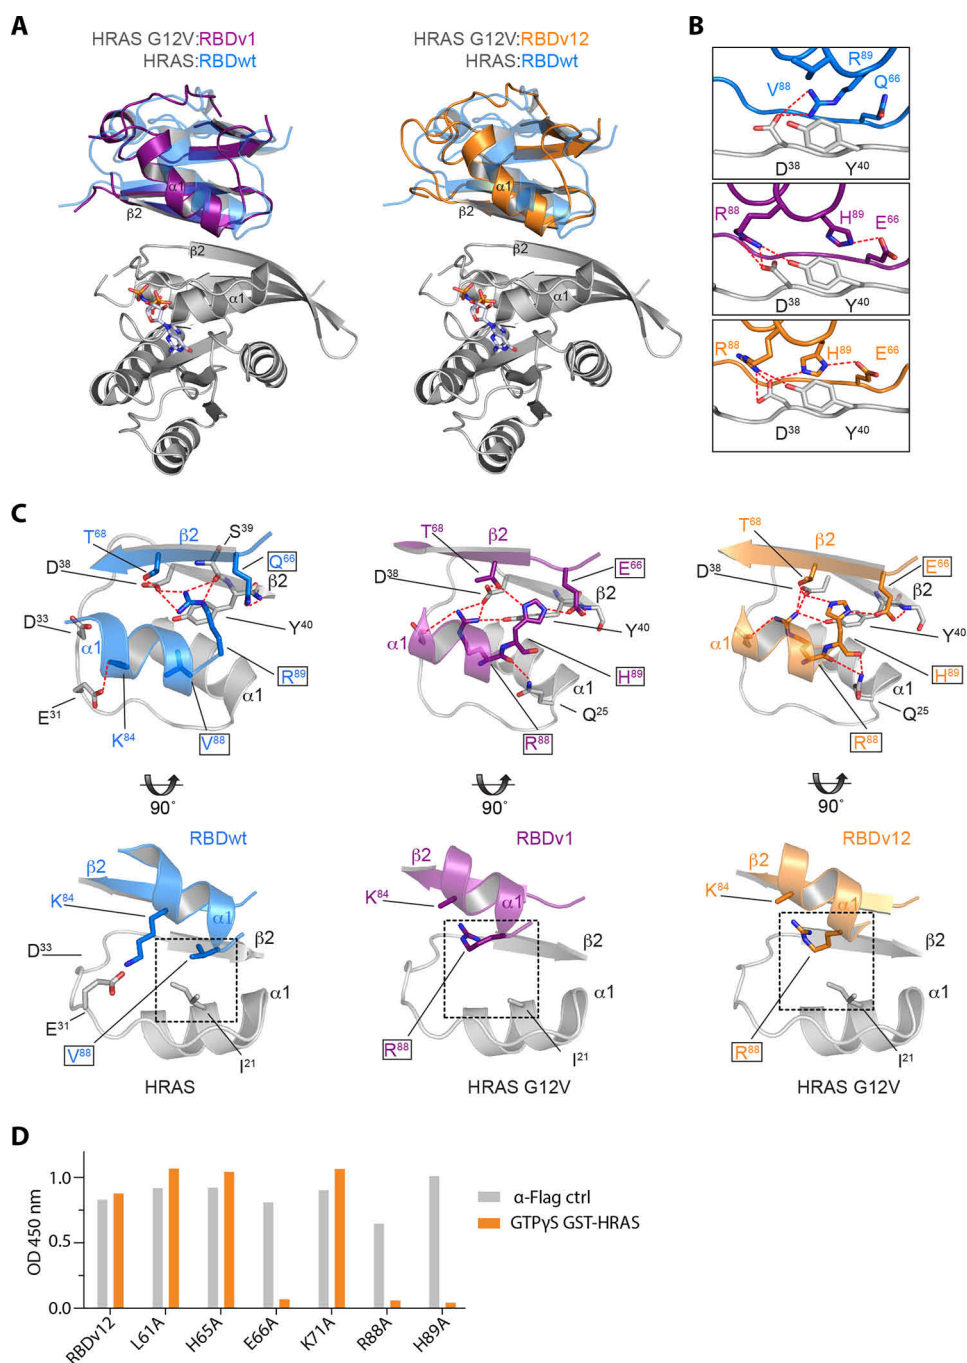 A
HRAS G12V:RBDv1
HRAS:RBDwt
HRAS G12V:RBDv12
HRAS:RBDwt
α1
β2
β2
α1
α1
β2
β2
α1
B
R⁸⁹
V⁸⁸
Q⁶⁶
D³⁸
Y⁴⁰
R⁸⁸
H⁸⁹
E⁶⁶
D³⁸
Y⁴⁰
R⁸⁸
H⁸⁹
E⁶⁶
D³⁸
Y⁴⁰
C
T⁶⁸
S³⁹
β2
Q⁶⁶
D³⁸
β2
D³³
Y⁴⁰
α1
R⁸⁹
α1
E³¹
K⁸⁴
V⁸⁸
T⁶⁸
β2
E⁶⁶
D³⁸
β2
Y⁴⁰
α1
H⁸⁹
α1
Q²⁵
R⁸⁸
T⁶⁸
β2
D³⁸
E⁶⁶
β2
Y⁴⁰
α1
H⁸⁹
α1
Q²⁵
R⁸⁸
90°
90°
90°
RBDwt
β2
K⁸⁴
α1
D³³
β2
E³¹
α1
V⁸⁸
I²¹
HRAS
RBDv1
β2
K⁸⁴
α1
β2
α1
R⁸⁸
I²¹
HRAS G12V
RBDv12
β2
K⁸⁴
α1
β2
α1
R⁸⁸
I²¹
HRAS G12V
D
OD 450 nm
1.0
0.5
0.0
RBDv12
L61A
H65A
E66A
K71A
R88A
H89A
α-Flag ctrl
GTPγS GST-HRAS